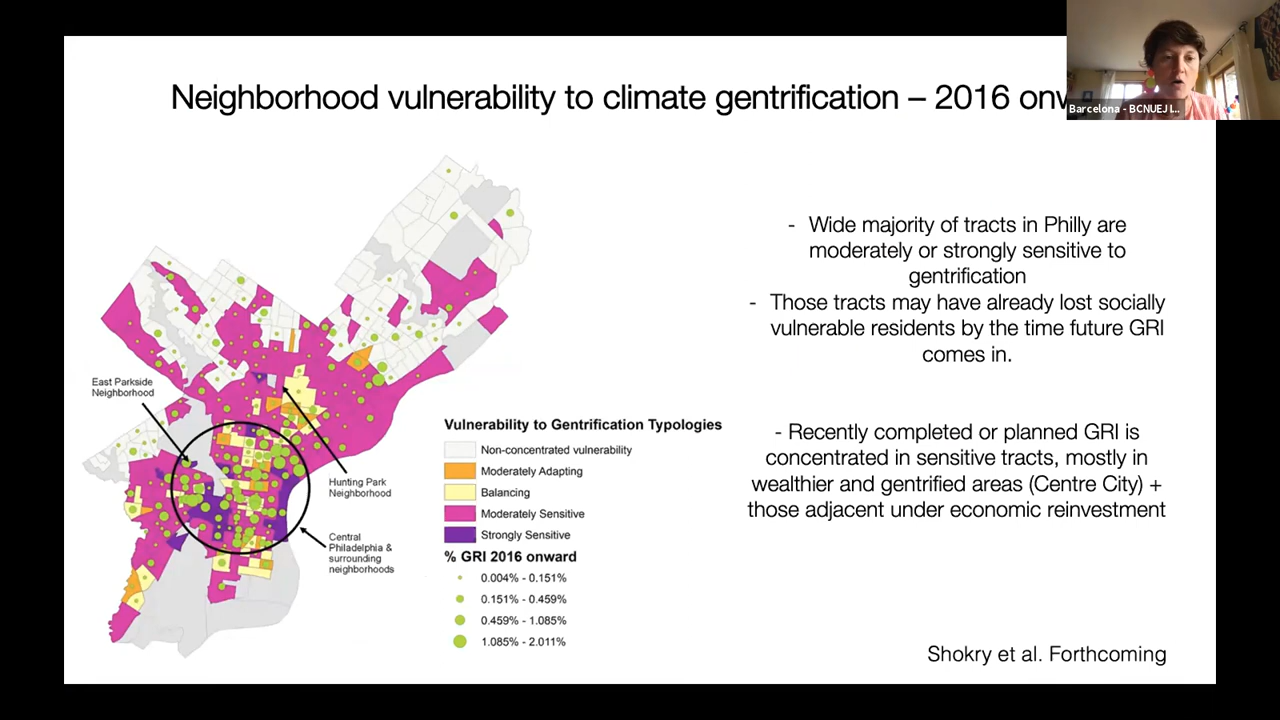 Neighborhood vulnerability to climate gentrification – 2016 onw
Barcelona - BCNUEJ l...
- Wide majority of tracts in Philly are
moderately or strongly sensitive to
gentrification
- Those tracts may have already lost socially
vulnerable residents by the time future GRI
comes in.
- Recently completed or planned GRI is
concentrated in sensitive tracts, mostly in
wealthier and gentrified areas (Centre City) +
those adjacent under economic reinvestment
East Parkside
Neighborhood
Hunting Park
Neighborhood
Central
Philadelphia &
surrounding
neighborhoods
Vulnerability to Gentrification Typologies
Non-concentrated vulnerability
Moderately Adapting
Balancing
Moderately Sensitive
Strongly Sensitive
% GRI 2016 onward
0.004% - 0.151%
0.151% - 0.459%
0.459% - 1.085%
1.085% - 2.011%
Shokry et al. Forthcoming